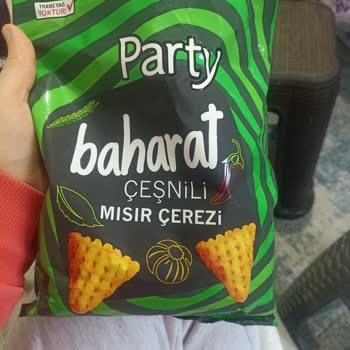 TRANS YAĞ
YOKTUR!
Party
baharat
ÇEŞNİLİ
MISIR ÇEREZİ